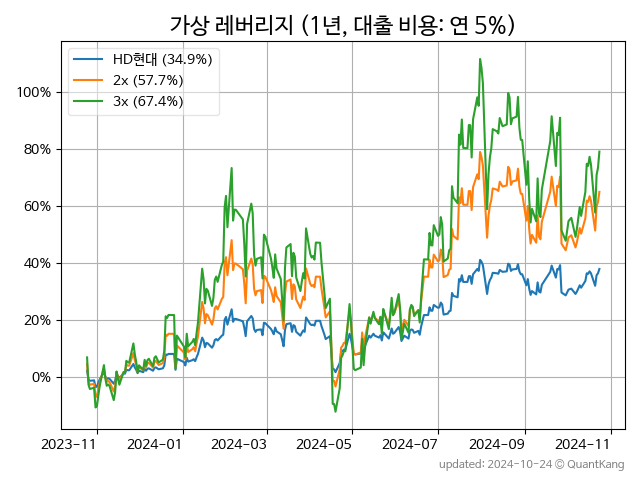 가상 레버리지 (1년, 대출 비용: 연 5%)
HD현대 (34.9%)
2x (57.7%)
3x (67.4%)
100%
80%
60%
40%
20%
0%
2023-11 2024-01 2024-03 2024-05 2024-07 2024-09 2024-11
updated: 2024-10-24 © QuantKang